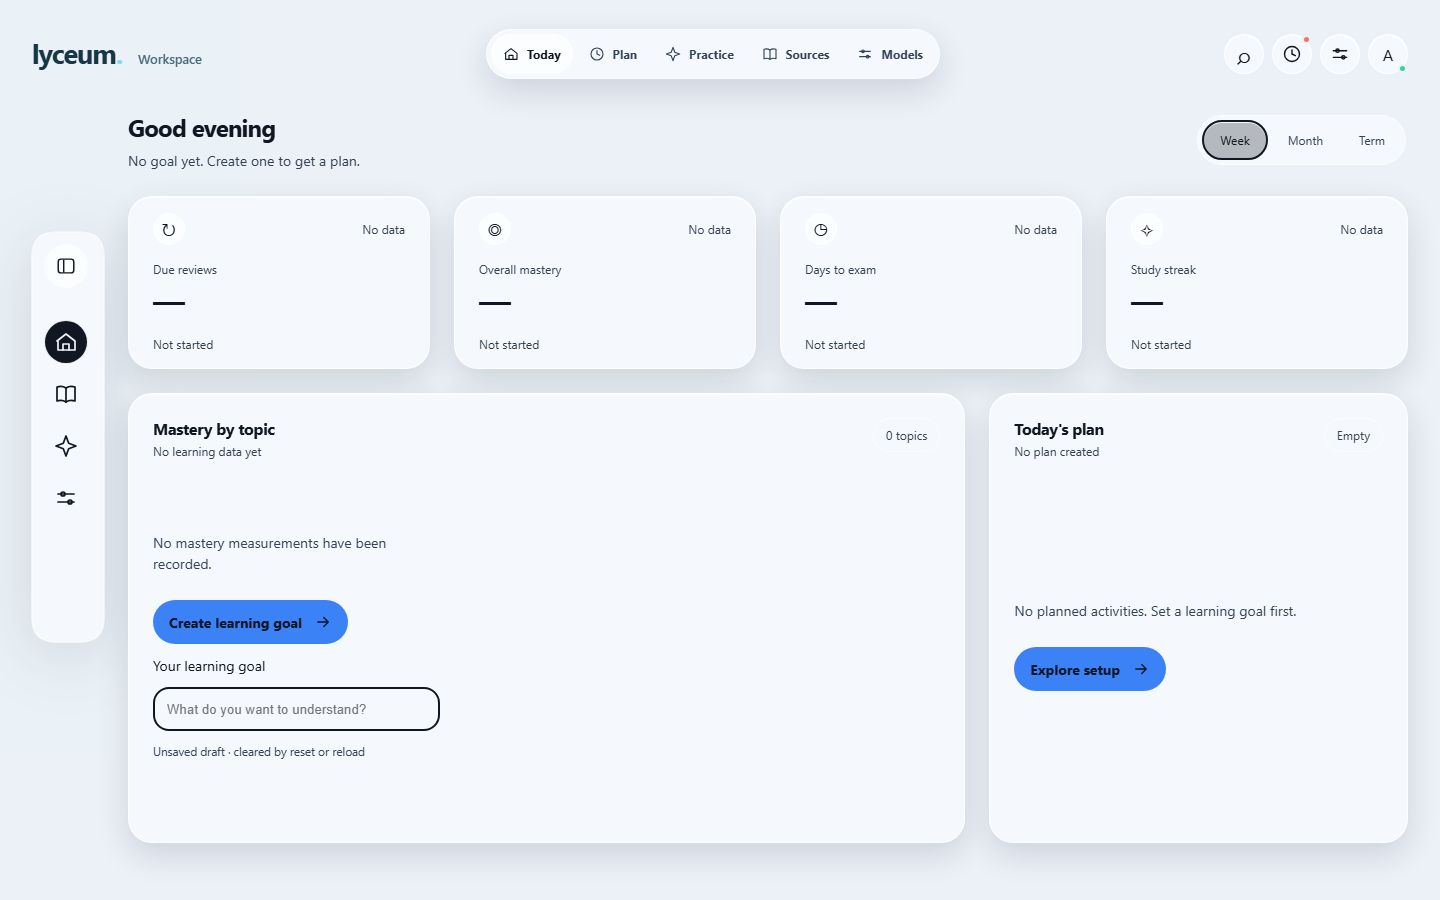 lyceum.
Workspace
Today
Plan
Practice
Sources
Models
A
Good evening
No goal yet. Create one to get a plan.
Week
Month
Term
No data
Due reviews
—
Not started
No data
Overall mastery
—
Not started
No data
Days to exam
—
Not started
No data
Study streak
—
Not started
Mastery by topic
0 topics
No learning data yet
No mastery measurements have been
recorded.
Create learning goal →
Your learning goal
What do you want to understand?
Unsaved draft · cleared by reset or reload
Today's plan
Empty
No plan created
No planned activities. Set a learning goal first.
Explore setup →